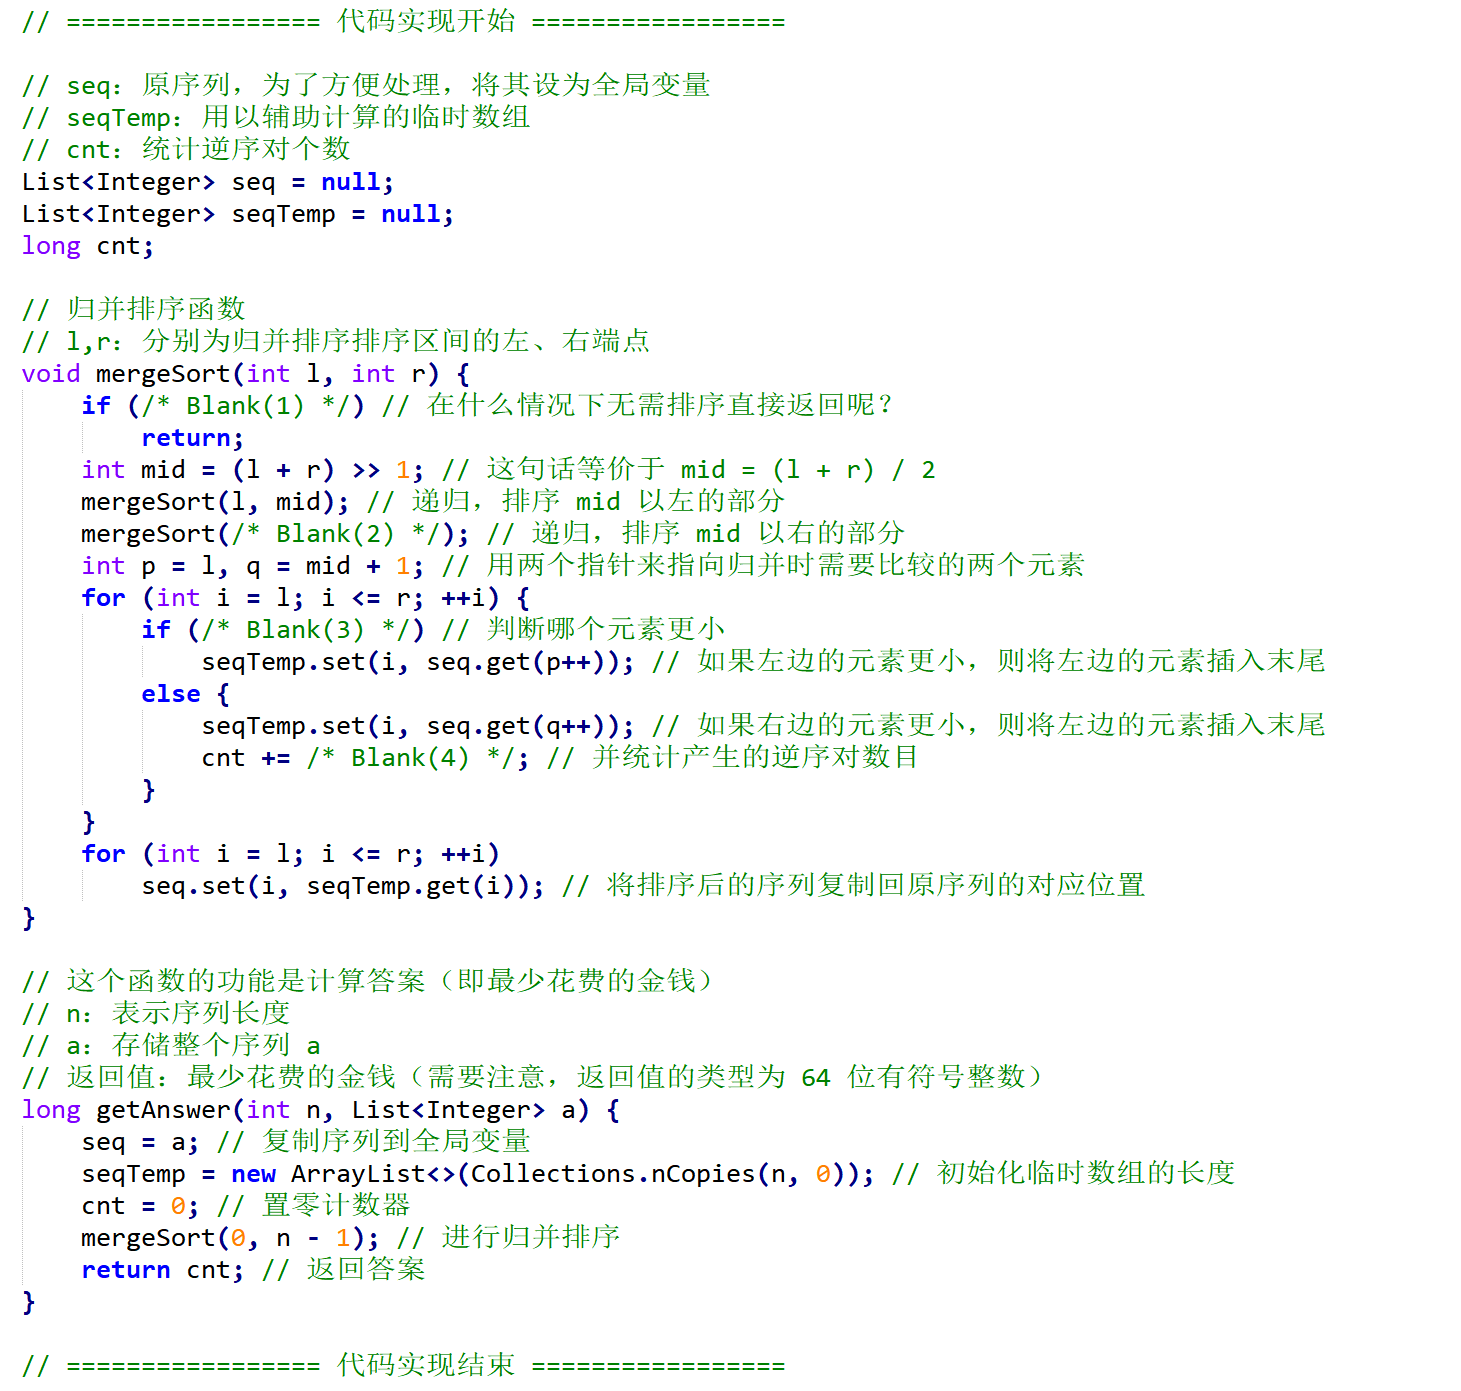 // ================= 代码实现开始 =================
// seq：原序列，为了方便处理，将其设为全局变量
// seqTemp：用以辅助计算的临时数组
// cnt：统计逆序对个数
List<Integer> seq = null;
List<Integer> seqTemp = null;
long cnt;
// 归并排序函数
// l,r：分别为归并排序排序区间的左、右端点
void mergeSort(int l, int r) {
    if (/* Blank(1) */) // 在什么情况下无需排序直接返回呢？
        return;
    int mid = (l + r) >> 1; // 这句话等价于 mid = (l + r) / 2
    mergeSort(l, mid); // 递归，排序 mid 以左的部分
    mergeSort(/* Blank(2) */); // 递归，排序 mid 以右的部分
    int p = l, q = mid + 1; // 用两个指针来指向归并时需要比较的两个元素
    for (int i = l; i <= r; ++i) {
        if (/* Blank(3) */) // 判断哪个元素更小
            seqTemp.set(i, seq.get(p++)); // 如果左边的元素更小，则将左边的元素插入末尾
        else {
            seqTemp.set(i, seq.get(q++)); // 如果右边的元素更小，则将左边的元素插入末尾
            cnt += /* Blank(4) */; // 并统计产生的逆序对数目
        }
    }
    for (int i = l; i <= r; ++i)
        seq.set(i, seqTemp.get(i)); // 将排序后的序列复制回原序列的对应位置
}
// 这个函数的功能是计算答案（即最少花费的金钱）
// n：表示序列长度
// a：存储整个序列 a
// 返回值：最少花费的金钱（需要注意，返回值的类型为 64 位有符号整数）
long getAnswer(int n, List<Integer> a) {
    seq = a; // 复制序列到全局变量
    seqTemp = new ArrayList<>(Collections.nCopies(n, 0)); // 初始化临时数组的长度
    cnt = 0; // 置零计数器
    mergeSort(0, n - 1); // 进行归并排序
    return cnt; // 返回答案
}
// ================= 代码实现结束 =================